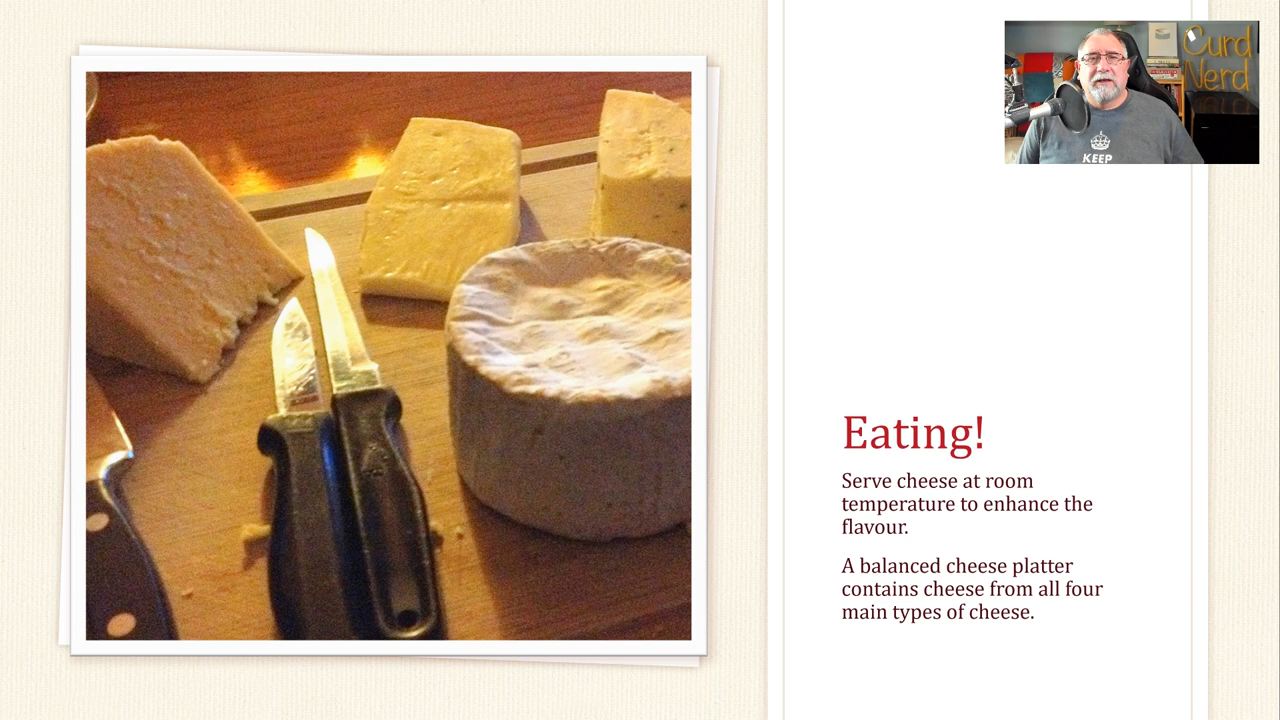 Curd
Nerd
KEEP
Eating!
Serve cheese at room
temperature to enhance the
flavour.
A balanced cheese platter
contains cheese from all four
main types of cheese.